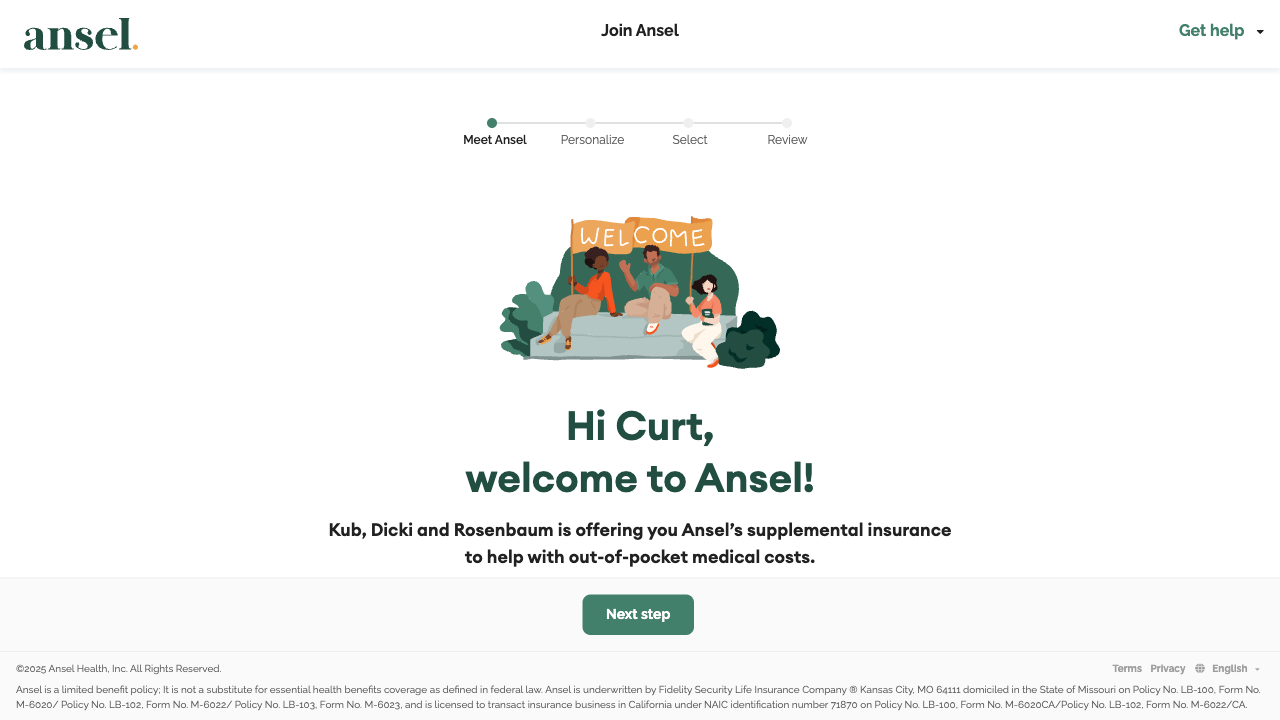 ansel.
Join Ansel
Get help
Meet Ansel
Personalize
Select
Review
WELCOME
Hi Curt,
welcome to Ansel!
Kub, Dicki and Rosenbaum is offering you Ansel’s supplemental insurance
to help with out-of-pocket medical costs.
Next step
©2025 Ansel Health, Inc. All Rights Reserved.
Terms Privacy English
Ansel is a limited benefit policy; It is not a substitute for essential health benefits coverage as defined in federal law. Ansel is underwritten by Fidelity Security Life Insurance Company ® Kansas City, MO 64111 domiciled in the State of Missouri on Policy No. LB-100, Form No.
M-6020/ Policy No. LB-102, Form No. M-6022/ Policy No. LB-103, Form No. M-6023, and is licensed to transact insurance business in California under NAIC identification number 71870 on Policy No. LB-100, Form No. M-6020CA/Policy No. LB-102, Form No. M-6022/CA.